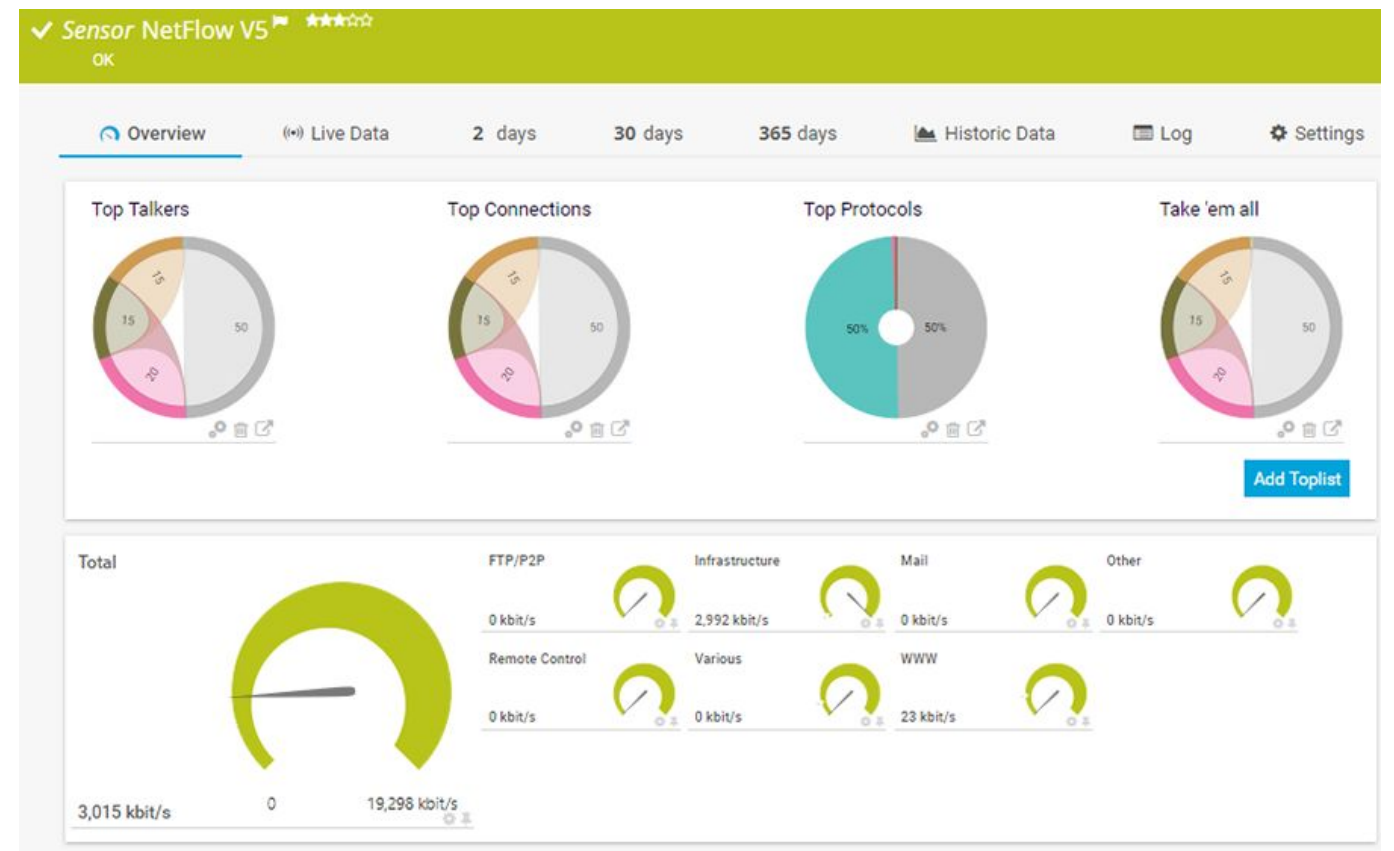 Sensor NetFlow V5
OK
Overview
Live Data
2 days
30 days
365 days
Historic Data
Log
Settings
Top Talkers
15
15
50
20
Top Connections
15
15
50
20
Top Protocols
50%
50%
Take 'em all
15
15
50
20
Add Toplist
Total
3,015 kbit/s
0
19,298 kbit/s
FTP/P2P
0 kbit/s
Infrastructure
2,992 kbit/s
Mail
0 kbit/s
Other
0 kbit/s
Remote Control
0 kbit/s
Various
0 kbit/s
WWW
23 kbit/s